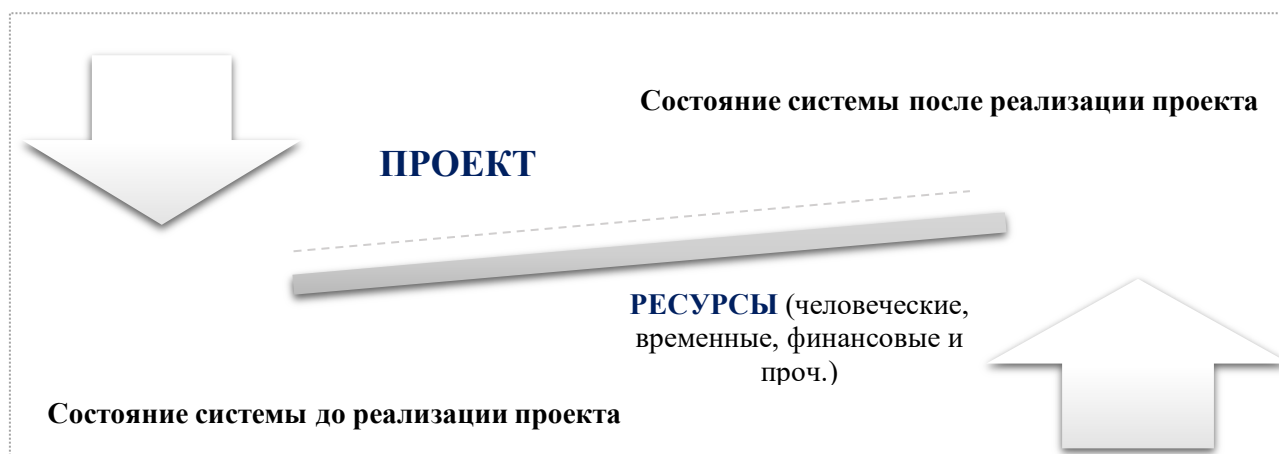 Состояние системы после реализации проекта
ПРОЕКТ
РЕСУРСЫ (человеческие,
временные, финансовые и
проч.)
Состояние системы до реализации проекта